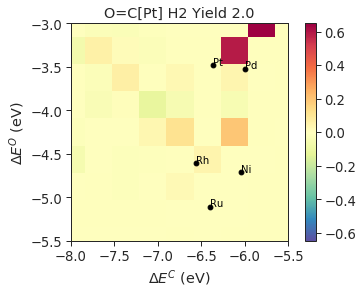 O=C[Pt] H2 Yield 2.0
−3.0
−3.5
−4.0
−4.5
−5.0
−5.5
ΔE^O (eV)
Pt
Pd
Rh
Ni
Ru
−8.0 −7.5 −7.0 −6.5 −6.0 −5.5
ΔE^C (eV)
0.6
0.4
0.2
0.0
−0.2
−0.4
−0.6